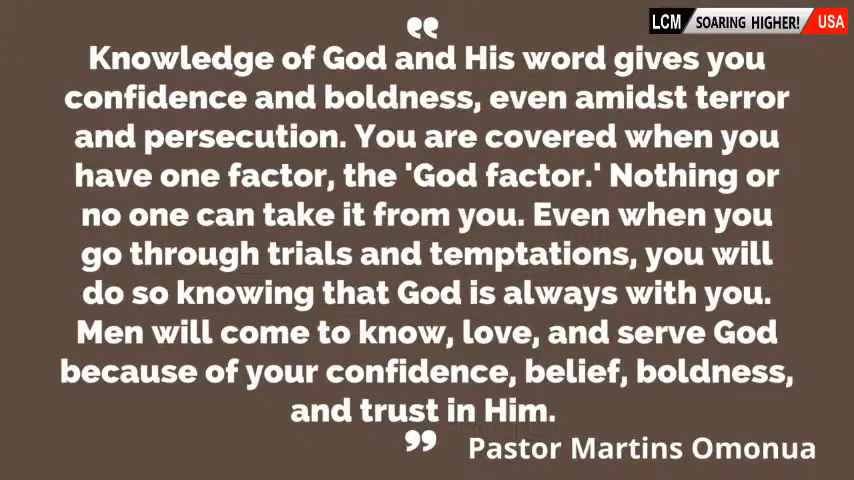 LCM SOARING HIGHER! USA
❝
Knowledge of God and His word gives you
confidence and boldness, even amidst terror
and persecution. You are covered when you
have one factor, the 'God factor.' Nothing or
no one can take it from you. Even when you
go through trials and temptations, you will
do so knowing that God is always with you.
Men will come to know, love, and serve God
because of your confidence, belief, boldness,
and trust in Him.
❞
Pastor Martins Omonua